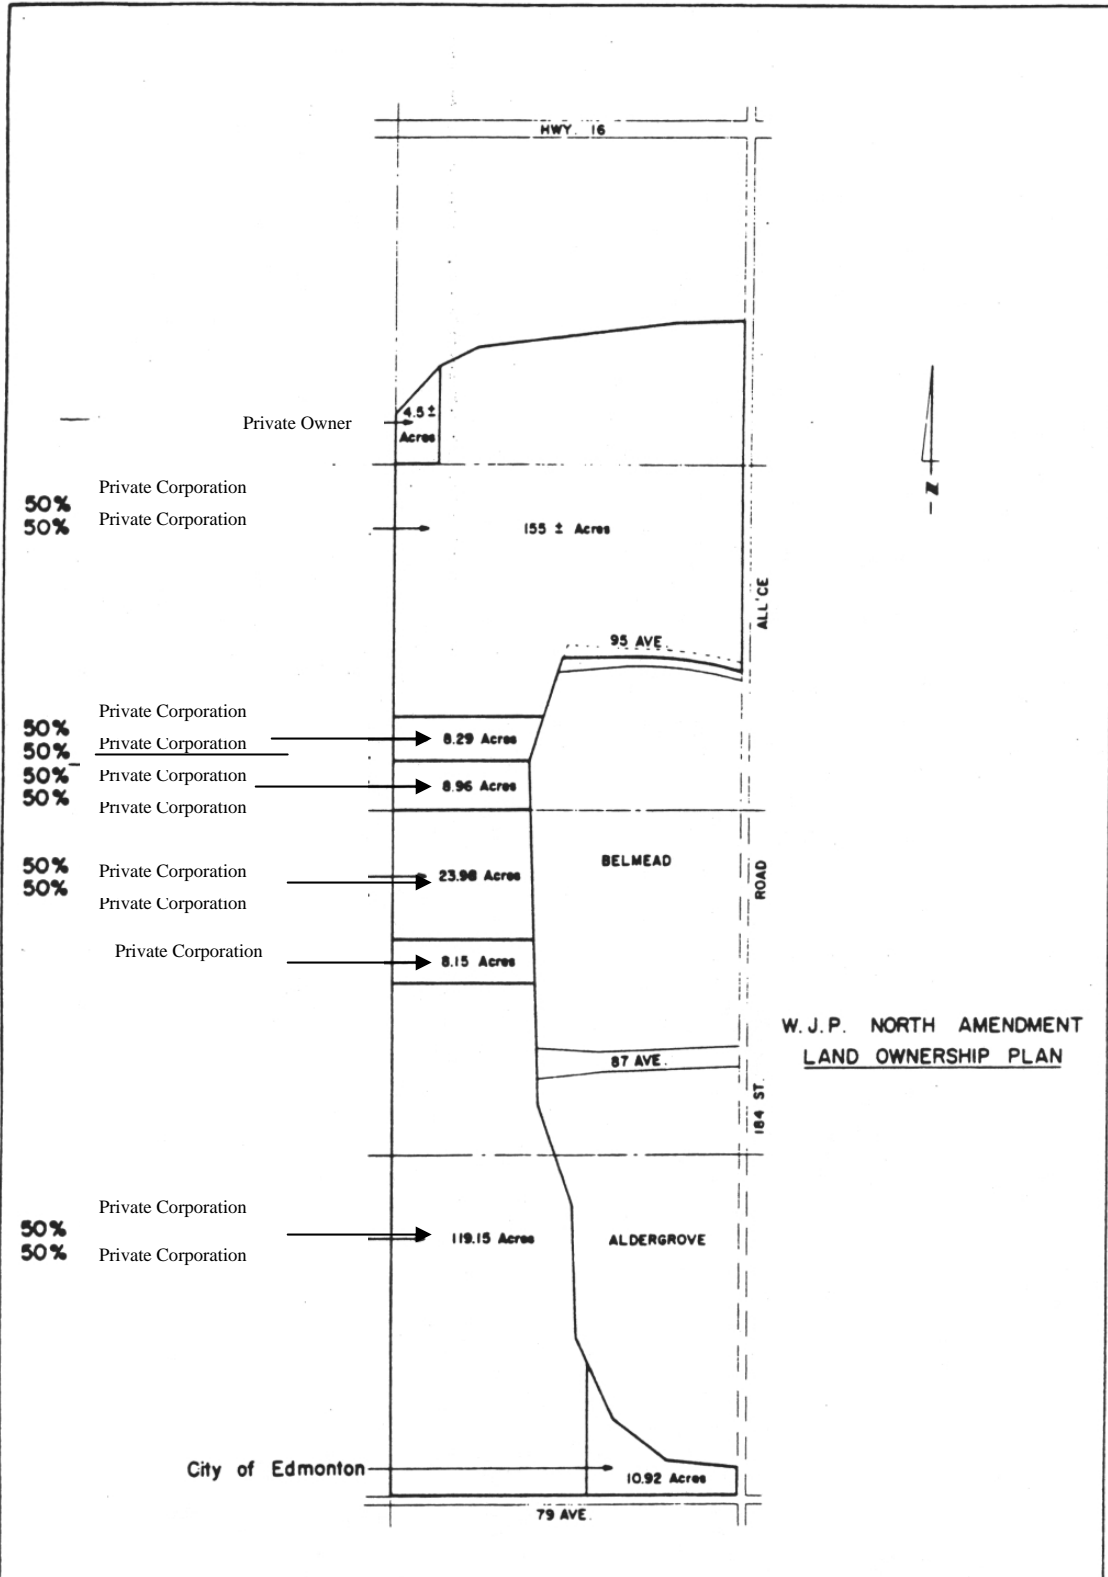 HWY. 16
4.5 ±
Private Owner
Acres
Private Corporation
50%
50% Private Corporation
155 ± Acres
ALL'CE
95 AVE.
Private Corporation
50%
8.29 Acres
50% Private Corporation
50% Private Corporation
8.96 Acres
50%
Private Corporation
BELMEAD
50% Private Corporation
23.98 Acres
ROAD
50%
Private Corporation
Private Corporation
8.15 Acres
W.J.P. NORTH AMENDMENT
LAND OWNERSHIP PLAN
87 AVE.
184 ST.
Private Corporation
50%
119.15 Acres
ALDERGROVE
50% Private Corporation
City of Edmonton
10.92 Acres
79 AVE.